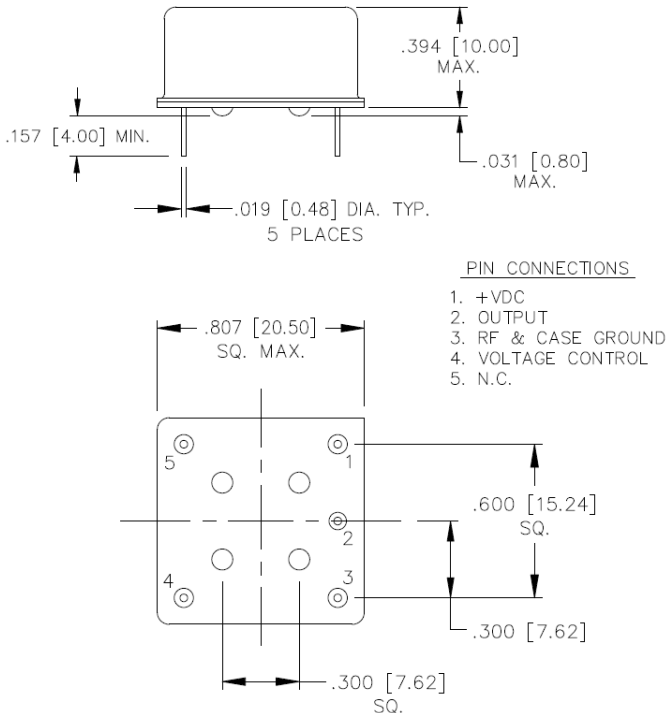 .394 [10.00]
MAX.
.157 [4.00] MIN.
.031 [0.80]
MAX.
.019 [0.48] DIA. TYP.
5 PLACES
PIN CONNECTIONS
1. +VDC
2. OUTPUT
3. RF & CASE GROUND
4. VOLTAGE CONTROL
5. N.C.
.807 [20.50]
SQ. MAX.
5
1
.600 [15.24]
SQ.
2
4
3
.300 [7.62]
.300 [7.62]
SQ.